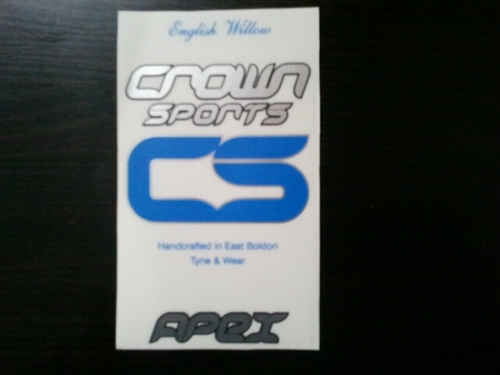 English Willow
crown
sports
CS
Handcrafted in East Boldon
Tyne & Wear
Apex